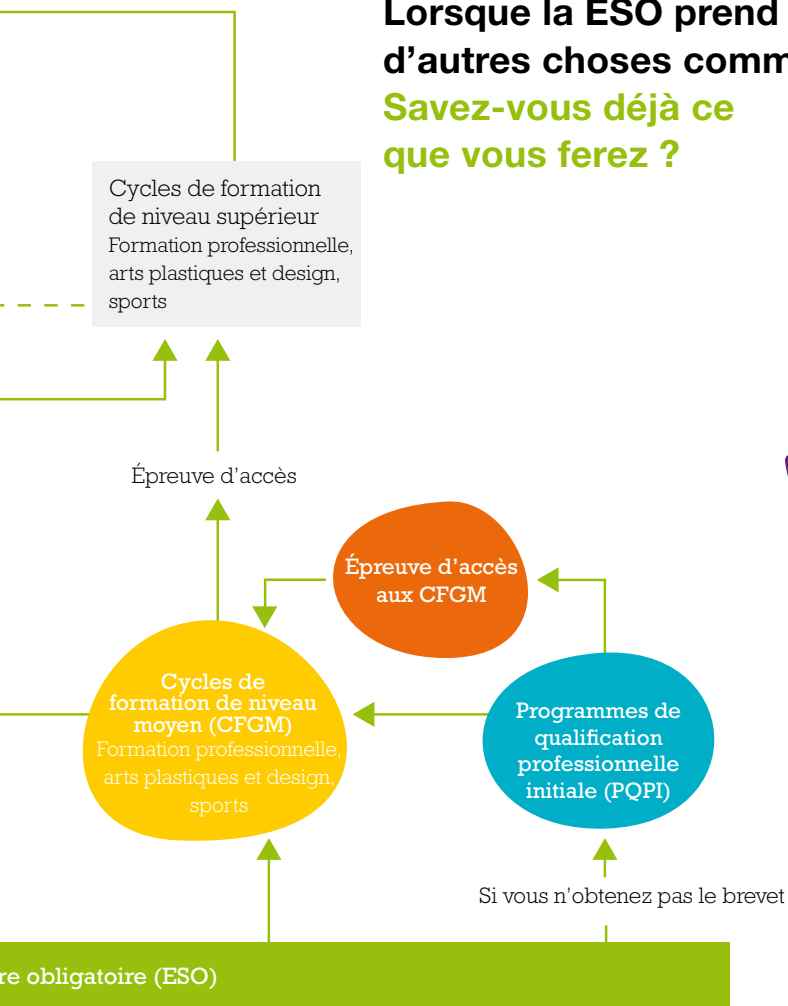 Lorsque la ESO prend
d'autres choses comm
Savez-vous déjà ce
que vous ferez ?
Cycles de formation
de niveau supérieur
Formation professionnelle,
arts plastiques et design,
sports
Épreuve d'accès
Épreuve d'accès
aux CFGM
Cycles de
formation de niveau
moyen (CFGM)
Formation professionnelle,
arts plastiques et design,
sports
Programmes de
qualification
professionnelle
initiale (PQPI)
Si vous n'obtenez pas le brevet
re obligatoire (ESO)